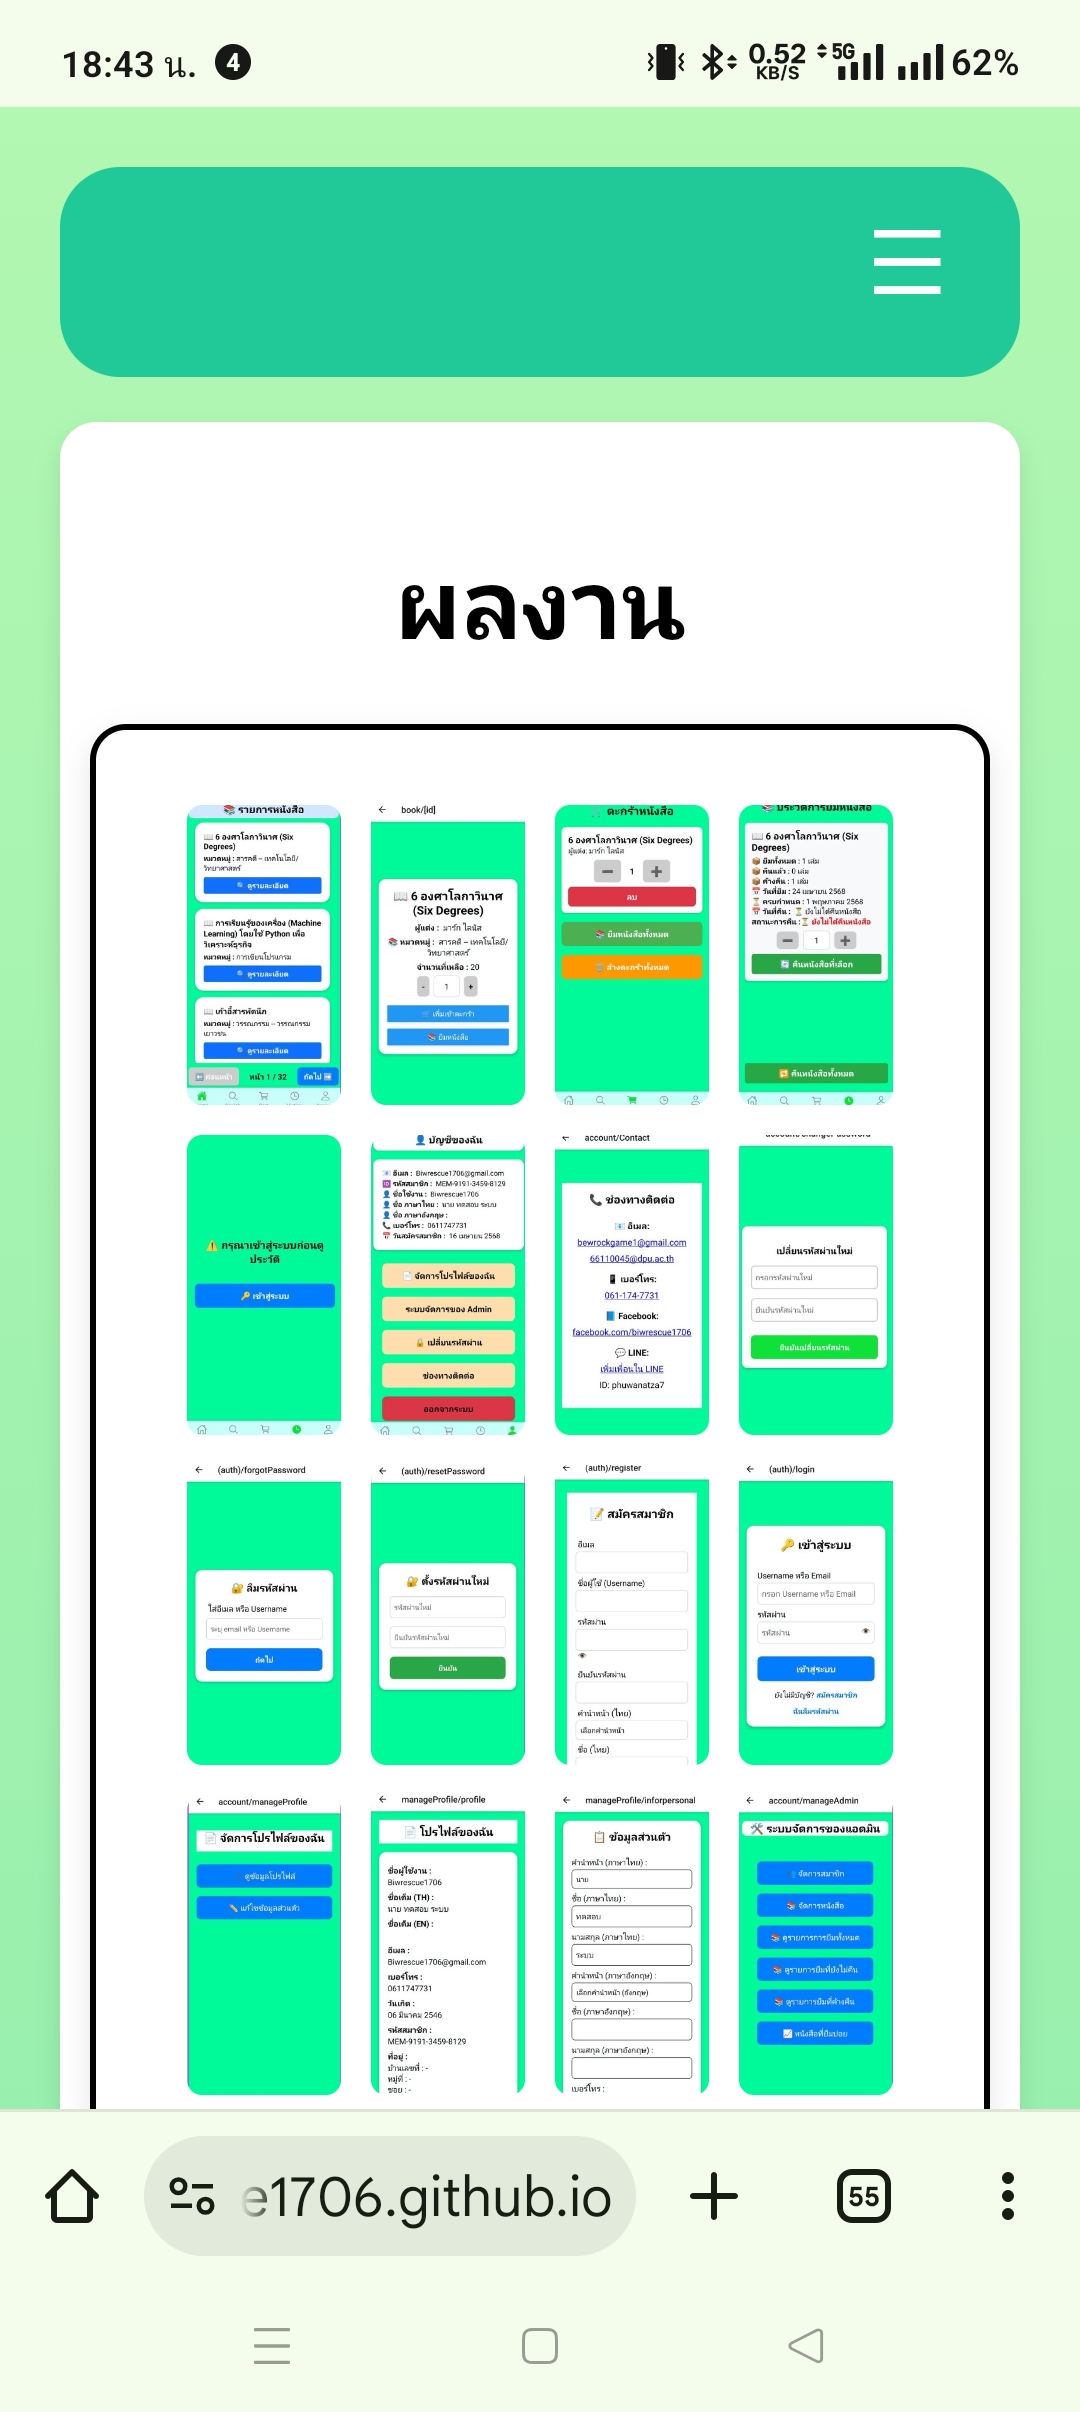 18:43 น. 4 0.52 KB/S 5G 62%
ผลงาน
📚 รายการหนังสือ
📖 6 องศาโลกาวินาศ (Six
Degrees)
หมวดหมู่ : สารคดี – เทคโนโลยี/
วิทยาศาสตร์
🔍 ดูรายละเอียด
📖 การเรียนรู้ของเครื่อง (Machine
Learning) โดยใช้ Python เพื่อ
วิเคราะห์ธุรกิจ
หมวดหมู่ : การเขียนโปรแกรม
🔍 ดูรายละเอียด
📖 เก้าอี้สารพัดนึก
หมวดหมู่ : วรรณกรรม – วรรณกรรม
เยาวชน
🔍 ดูรายละเอียด
ก่อนหน้า หน้า 1 / 32 ถัดไป
← book/[id]
📖 6 องศาโลกาวินาศ
(Six Degrees)
ผู้แต่ง : มาร์ก ไลนัส
📚 หมวดหมู่ : สารคดี – เทคโนโลยี/
วิทยาศาสตร์
จำนวนที่เหลือ : 20
- 1 +
🛒 เพิ่มเข้าตะกร้า
📚 ยืมหนังสือ
🛒 ตะกร้าหนังสือ
6 องศาโลกาวินาศ (Six Degrees)
ผู้แต่ง: มาร์ก ไลนัส
− 1 +
ลบ
📚 ยืมหนังสือทั้งหมด
🗑️ ล้างตะกร้าทั้งหมด
📚 ประวัติการยืมหนังสือ
📖 6 องศาโลกาวินาศ (Six
Degrees)
📦 ยืมทั้งหมด : 1 เล่ม
📦 คืนแล้ว : 0 เล่ม
📦 ค้างคืน : 1 เล่ม
📅 วันที่ยืม : 24 เมษายน 2568
⏳ ครบกำหนด : 1 พฤษภาคม 2568
📅 วันที่คืน : ⏳ ยังไม่ได้คืนหนังสือ
สถานะการคืน : ⏳ ยังไม่ได้คืนหนังสือ
− 1 +
🔄 คืนหนังสือที่เลือก
🔁 คืนหนังสือทั้งหมด
⚠️ กรุณาเข้าสู่ระบบก่อนดู
ประวัติ
🔑 เข้าสู่ระบบ
👤 บัญชีของฉัน
📧 อีเมล : Biwrescue1706@gmail.com
🆔 รหัสสมาชิก : MEM-9191-3459-8129
👤 ชื่อใช้งาน : Biwrescue1706
👤 ชื่อ ภาษาไทย : นาย ทดสอบ ระบบ
👤 ชื่อ ภาษาอังกฤษ :
📞 เบอร์โทร : 0611747731
📅 วันสมัครสมาชิก : 16 เมษายน 2568
📄 จัดการโปรไฟล์ของฉัน
ระบบจัดการของ Admin
🔒 เปลี่ยนรหัสผ่าน
ช่องทางติดต่อ
ออกจากระบบ
← account/Contact
📞 ช่องทางติดต่อ
📧 อีเมล:
bewrockgame1@gmail.com
66110045@dpu.ac.th
📱 เบอร์โทร:
061-174-7731
📘 Facebook:
facebook.com/biwrescue1706
💬 LINE:
เพิ่มเพื่อนใน LINE
ID: phuwanatza7
เปลี่ยนรหัสผ่านใหม่
กรอกรหัสผ่านใหม่
ยืนยันรหัสผ่านใหม่
ยืนยันเปลี่ยนรหัสผ่าน
← (auth)/forgotPassword
🔐 ลืมรหัสผ่าน
ใส่อีเมล หรือ Username
ระบุ email หรือ Username
ถัดไป
← (auth)/resetPassword
🔐 ตั้งรหัสผ่านใหม่
รหัสผ่านใหม่
ยืนยันรหัสผ่านใหม่
ยืนยัน
← (auth)/register
📝 สมัครสมาชิก
อีเมล
ชื่อผู้ใช้ (Username)
รหัสผ่าน
ยืนยันรหัสผ่าน
คำนำหน้า (ไทย)
เลือกคำนำหน้า
ชื่อ (ไทย)
← (auth)/login
🔑 เข้าสู่ระบบ
Username หรือ Email
กรอก Username หรือ Email
รหัสผ่าน
รหัสผ่าน
เข้าสู่ระบบ
ยังไม่มีบัญชี? สมัครสมาชิก
ฉันลืมรหัสผ่าน
← account/manageProfile
📄 จัดการโปรไฟล์ของฉัน
ดูข้อมูลโปรไฟล์
✏️ แก้ไขข้อมูลส่วนตัว
← manageProfile/profile
📄 โปรไฟล์ของฉัน
ชื่อผู้ใช้งาน :
Biwrescue1706
ชื่อเต็ม (TH) :
นาย ทดสอบ ระบบ
ชื่อเต็ม (EN) :
อีเมล :
Biwrescue1706@gmail.com
เบอร์โทร :
0611747731
วันเกิด :
06 มีนาคม 2546
รหัสสมาชิก :
MEM-9191-3459-8129
ที่อยู่ :
บ้านเลขที่ : -
หมู่ที่ : -
ซอย : -
← manageProfile/inforpersonal
📋 ข้อมูลส่วนตัว
คำนำหน้า (ภาษาไทย) :
นาย
ชื่อ (ภาษาไทย) :
ทดสอบ
นามสกุล (ภาษาไทย) :
ระบบ
คำนำหน้า (ภาษาอังกฤษ) :
เลือกคำนำหน้า (อังกฤษ)
ชื่อ (ภาษาอังกฤษ) :
นามสกุล (ภาษาอังกฤษ) :
เบอร์โทร :
← account/manageAdmin
🛠️ ระบบจัดการของแอดมิน
👥 จัดการสมาชิก
📚 จัดการหนังสือ
📚 ดูรายการการยืมทั้งหมด
📚 ดูรายการยืมที่ยังไม่คืน
📚 ดูรายการยืมที่ค้างคืน
📈 หนังสือที่ยืมบ่อย
e1706.github.io
55